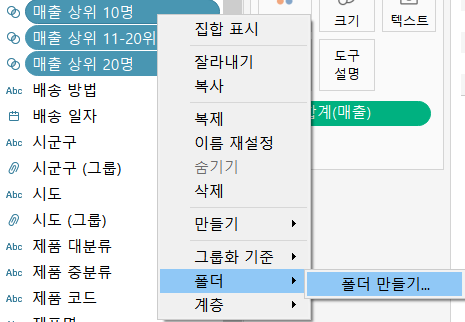 매출 상위 10명
매출 상위 11-20위
매출 상위 20명
Abc 배송 방법
배송 일자
Abc 시군구
시군구 (그룹)
Abc 시도
시도 (그룹)
Abc 제품 대분류
Abc 제품 중분류
Abc 제품 코드
집합 표시
잘라내기
복사
복제
이름 재설정
숨기기
삭제
만들기
그룹화 기준
폴더
계층
폴더 만들기...
크기
텍스트
도구
설명
합계(매출)